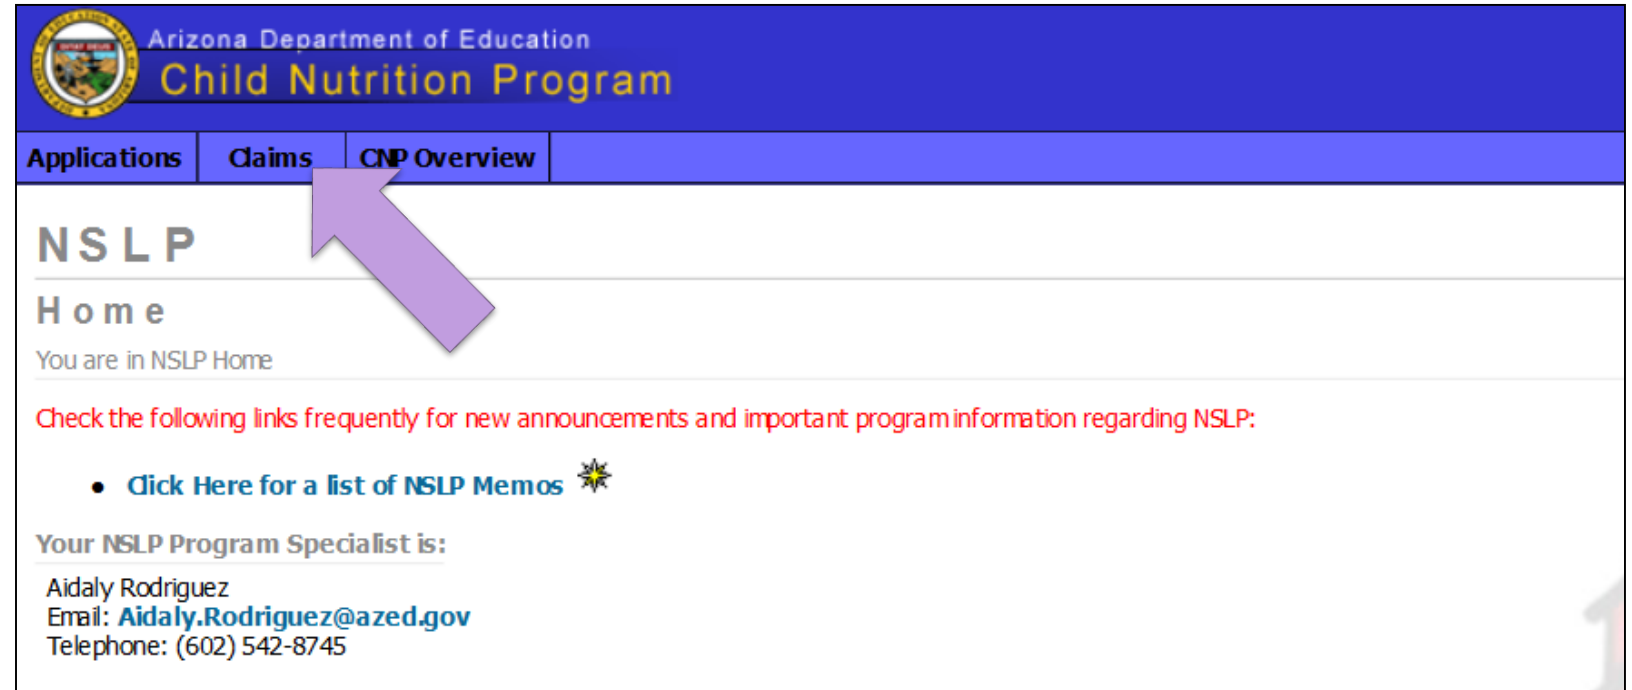 Arizona Department of Education
Child Nutrition Program
Applications Claims CNP Overview
NSLP
Home
You are in NSLP Home
Check the following links frequently for new announcements and important program information regarding NSLP:
• Click Here for a list of NSLP Memos
Your NSLP Program Specialist is:
Aidaly Rodriguez
Email: Aidaly.Rodriguez@azed.gov
Telephone: (602) 542-8745